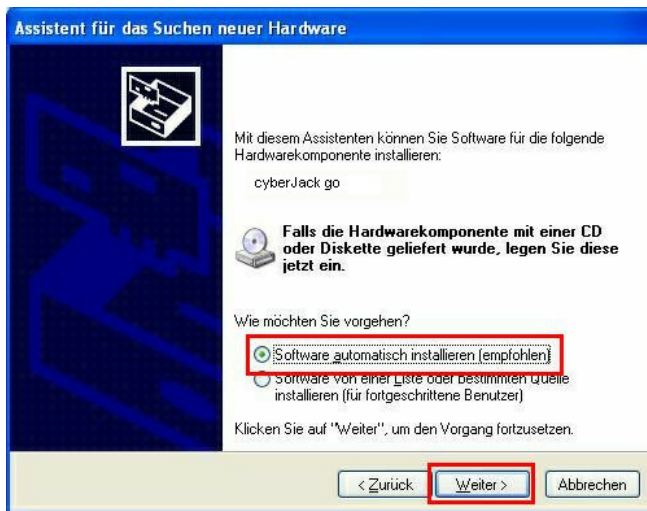 Assistent für das Suchen neuer Hardware
Mit diesem Assistenten können Sie Software für die folgende
Hardwarekomponente installieren:
cyberJack go
Falls die Hardwarekomponente mit einer CD
oder Diskette geliefert wurde, legen Sie diese
jetzt ein.
Wie möchten Sie vorgehen?
Software automatisch installieren (empfohlen)
Software von einer Liste oder bestimmten Quelle
installieren (für fortgeschrittene Benutzer)
Klicken Sie auf "Weiter", um den Vorgang fortzusetzen.
< Zurück Weiter > Abbrechen